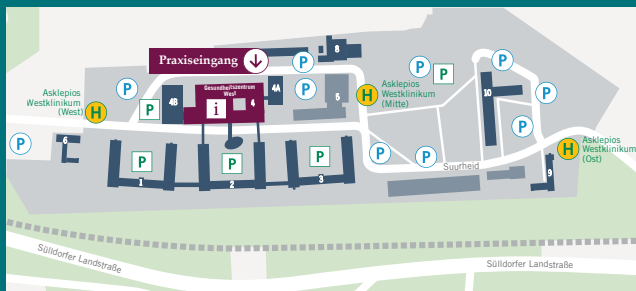 Praxiseingang
8
P
P
P
Asklepios
Westklinikum
(West)
H
P
P
4B
Gesundheitszentrum
West
i
4
4A
P
5
H
Asklepios
Westklinikum
(Mitte)
P
P
10
P
P
P
6
P
P
P
P
P
Suurheid
H
Asklepios
Westklinikum
(Ost)
9
1
2
3
Sülldorfer Landstraße
Sülldorfer Landstraße